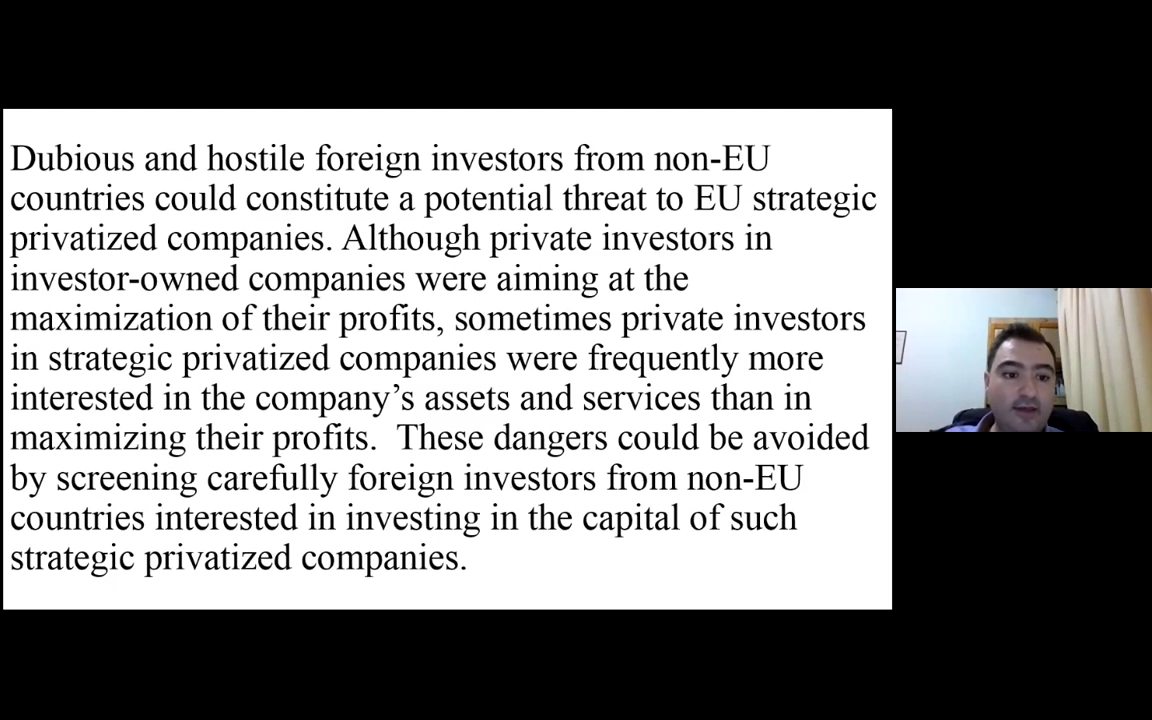 Dubious and hostile foreign investors from non-EU
countries could constitute a potential threat to EU strategic
privatized companies. Although private investors in
investor-owned companies were aiming at the
maximization of their profits, sometimes private investors
in strategic privatized companies were frequently more
interested in the company’s assets and services than in
maximizing their profits.  These dangers could be avoided
by screening carefully foreign investors from non-EU
countries interested in investing in the capital of such
strategic privatized companies.